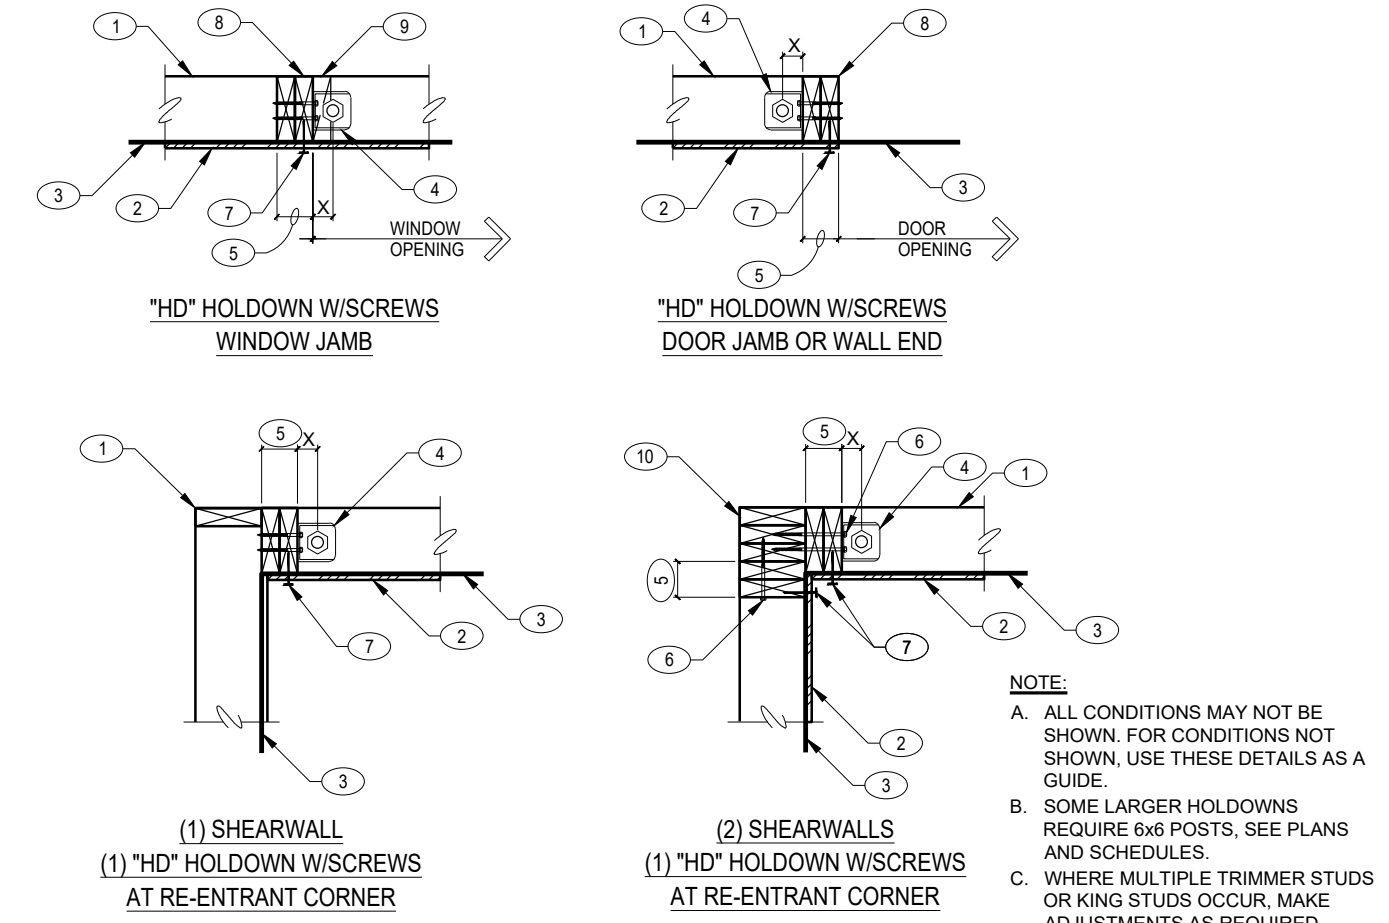 1
8
9
3
2
7
X
4
5
WINDOW
OPENING
"HD" HOLDOWN W/SCREWS
WINDOW JAMB
4
1
X
8
2
7
3
5
DOOR
OPENING
"HD" HOLDOWN W/SCREWS
DOOR JAMB OR WALL END
1
5
X
4
3
2
7
3
(1) SHEARWALL
(1) "HD" HOLDOWN W/SCREWS
AT RE-ENTRANT CORNER
10
5
X
6
4
1
5
6
7
2
3
2
3
(2) SHEARWALLS
(1) "HD" HOLDOWN W/SCREWS
AT RE-ENTRANT CORNER
NOTE:
A. ALL CONDITIONS MAY NOT BE
SHOWN. FOR CONDITIONS NOT
SHOWN, USE THESE DETAILS AS A
GUIDE.
B. SOME LARGER HOLDOWNS
REQUIRE 6x6 POSTS, SEE PLANS
AND SCHEDULES.
C. WHERE MULTIPLE TRIMMER STUDS
OR KING STUDS OCCUR, MAKE
ADJUSTMENTS AS REQUIRED